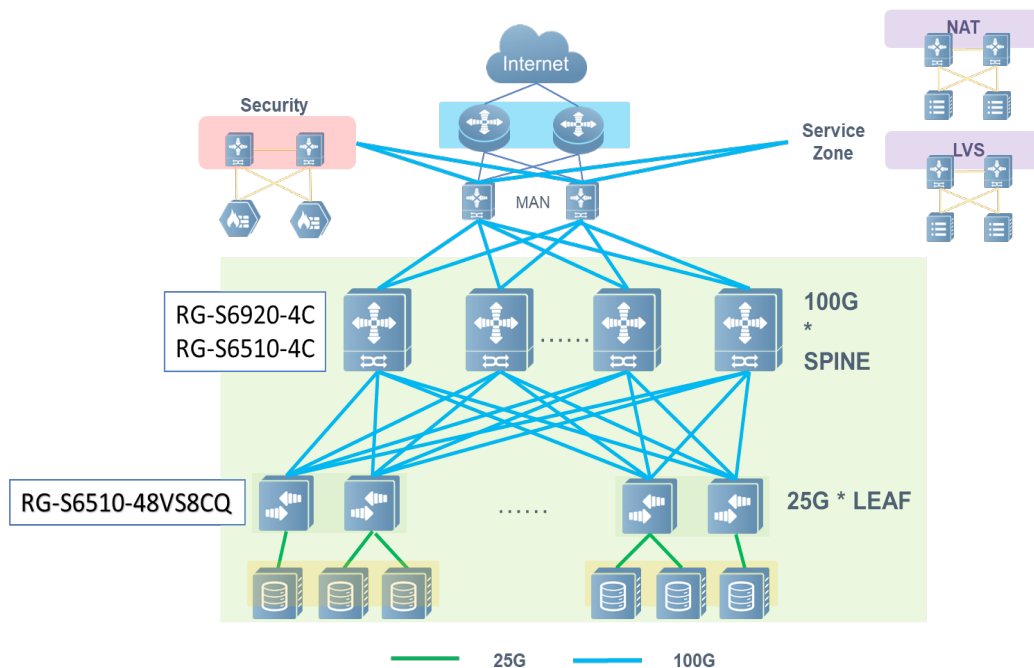 Internet
NAT
Security
Service
Zone
LVS
MAN
RG-S6920-4C
RG-S6510-4C
......
100G
*
SPINE
RG-S6510-48VS8CQ
......
25G * LEAF
25G
100G